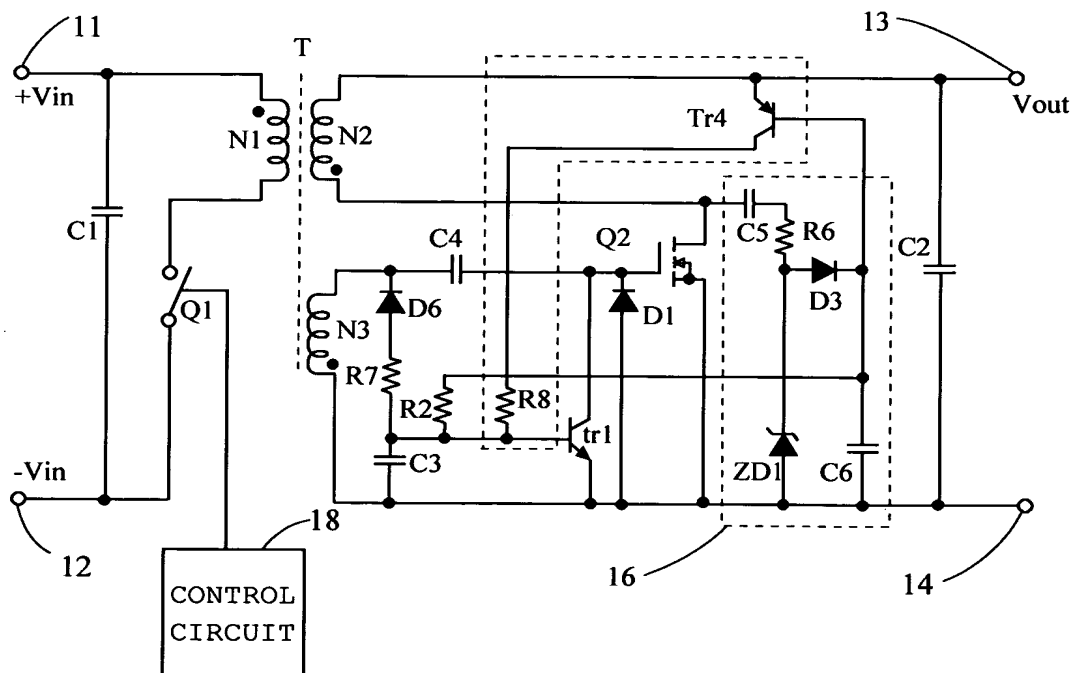 11
T
13
+Vin
Vout
N1
N2
Tr4
C1
C4
Q2
C5
R6
C2
Q1
N3
D6
D1
D3
R7
R2
R8
tr1
C3
ZD1
C6
-Vin
12
18
16
14
CONTROL
CIRCUIT